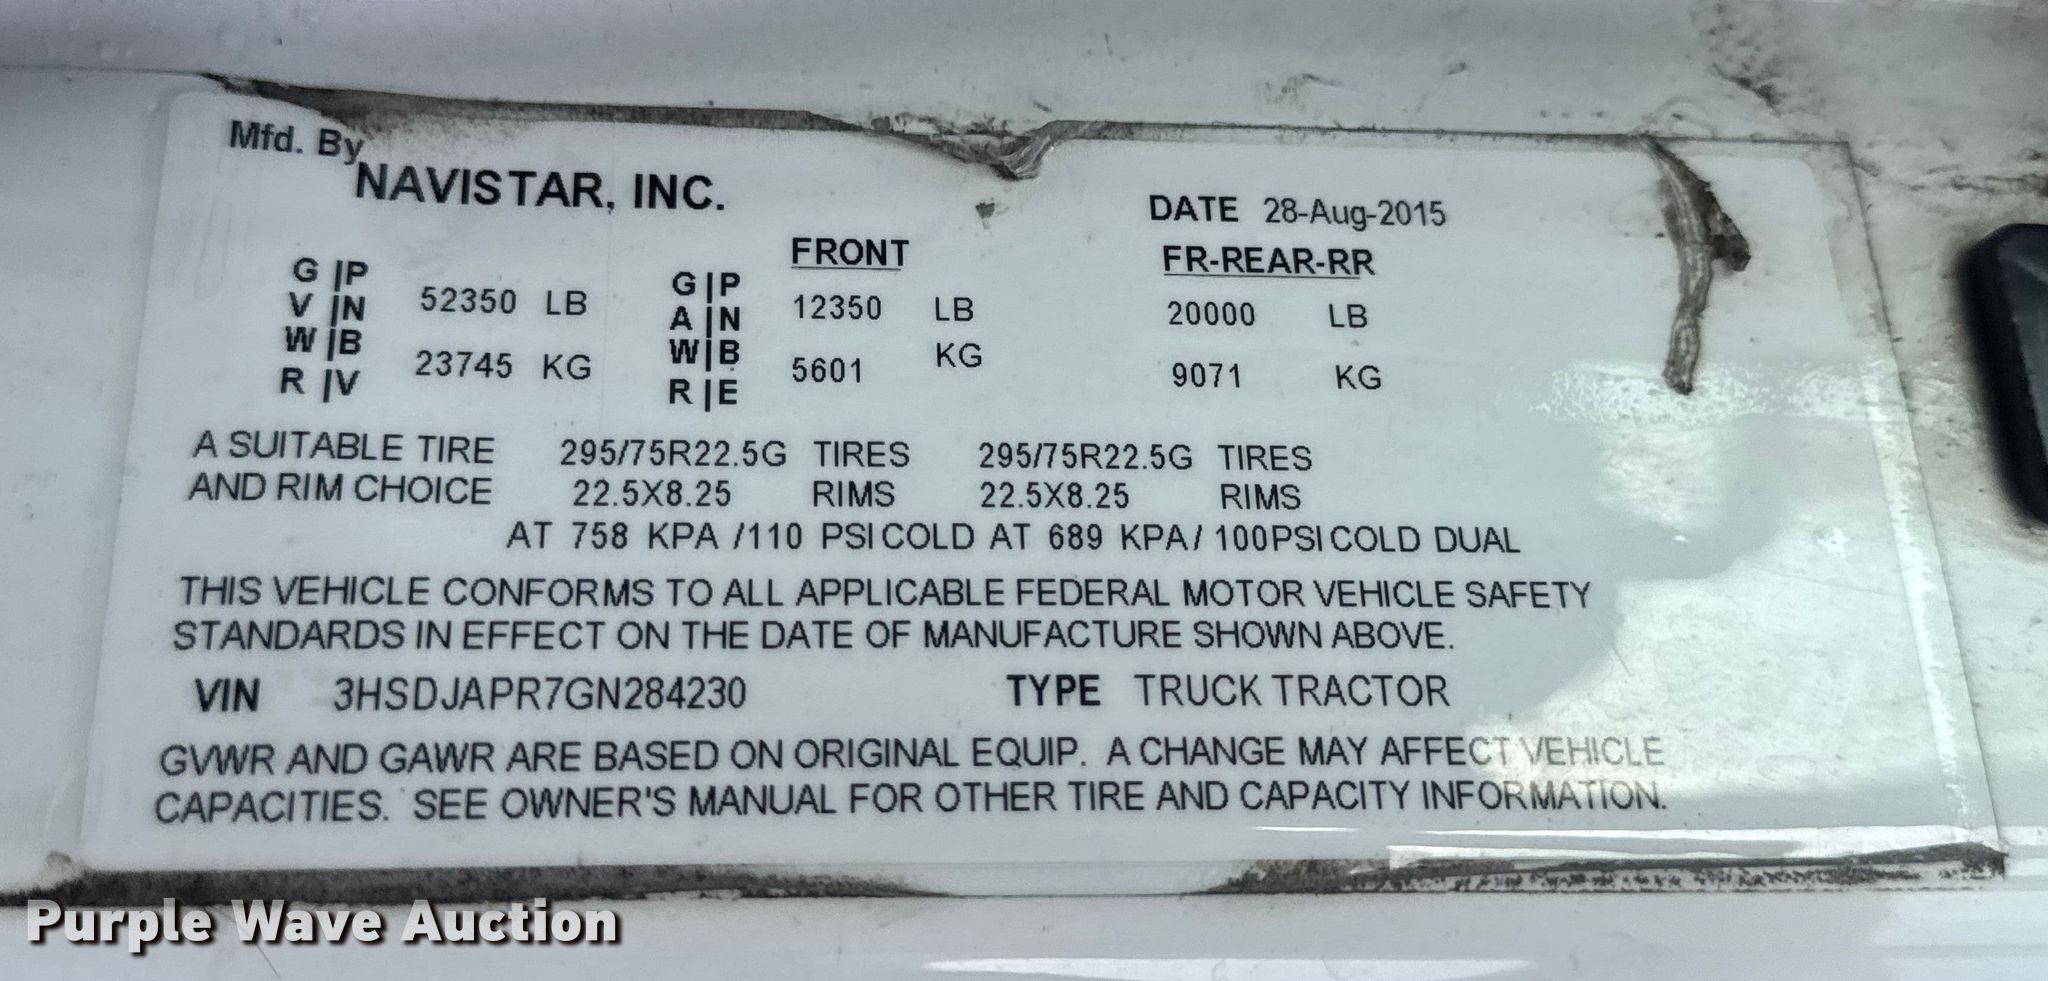 Mfd. By
NAVISTAR, INC.
DATE 28-Aug-2015
FRONT FR-REAR-RR
G|P G|P
V|N 52350 LB A|N 12350 LB 20000 LB
W|B W|B
R|V 23745 KG R|E 5601 KG 9071 KG
A SUITABLE TIRE 295/75R22.5G TIRES 295/75R22.5G TIRES
AND RIM CHOICE 22.5X8.25 RIMS 22.5X8.25 RIMS
AT 758 KPA /110 PSI COLD AT 689 KPA/ 100PSI COLD DUAL
THIS VEHICLE CONFORMS TO ALL APPLICABLE FEDERAL MOTOR VEHICLE SAFETY
STANDARDS IN EFFECT ON THE DATE OF MANUFACTURE SHOWN ABOVE.
VIN 3HSDJAPR7GN284230 TYPE TRUCK TRACTOR
GVWR AND GAWR ARE BASED ON ORIGINAL EQUIP. A CHANGE MAY AFFECT VEHICLE
CAPACITIES. SEE OWNER'S MANUAL FOR OTHER TIRE AND CAPACITY INFORMATION.
Purple Wave Auction